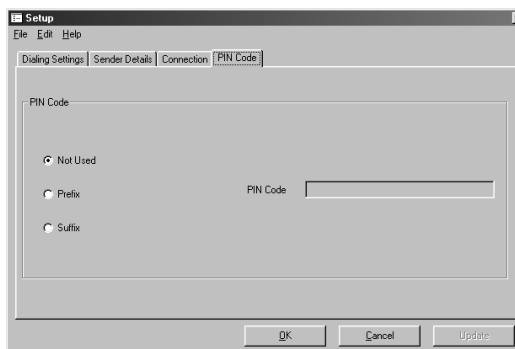 Setup
File Edit Help
Dialing Settings Sender Details Connection PIN Code
PIN Code
Not Used
Prefix PIN Code
Suffix
OK Cancel Update